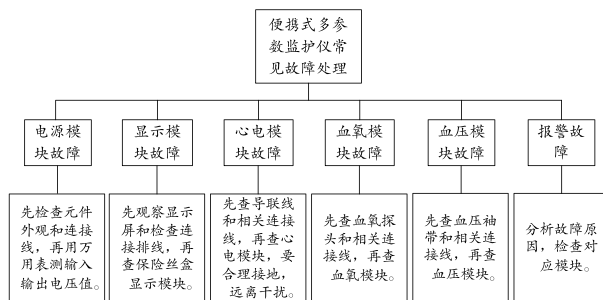 便携式多参
数监护仪常
见故障处理
电源模
块故障
显示模
块故障
心电模
块故障
血氧模
块故障
血压模
块故障
报警故
障
先检查元件
外观和连接
线，再用万
用表测输入
输出电压值。
先观察显示
屏和检查连
接排线，再
查保险丝盒
显示模块。
先查导联线
和相关连接
线，再查心
电模块，要
合理接地，
远离干扰。
先查血氧探
头和相关连
接线，再查
血氧模块。
先查血压袖
带和相关连
接线，再查
血压模块。
分析故障原
因，检查对
应模块。